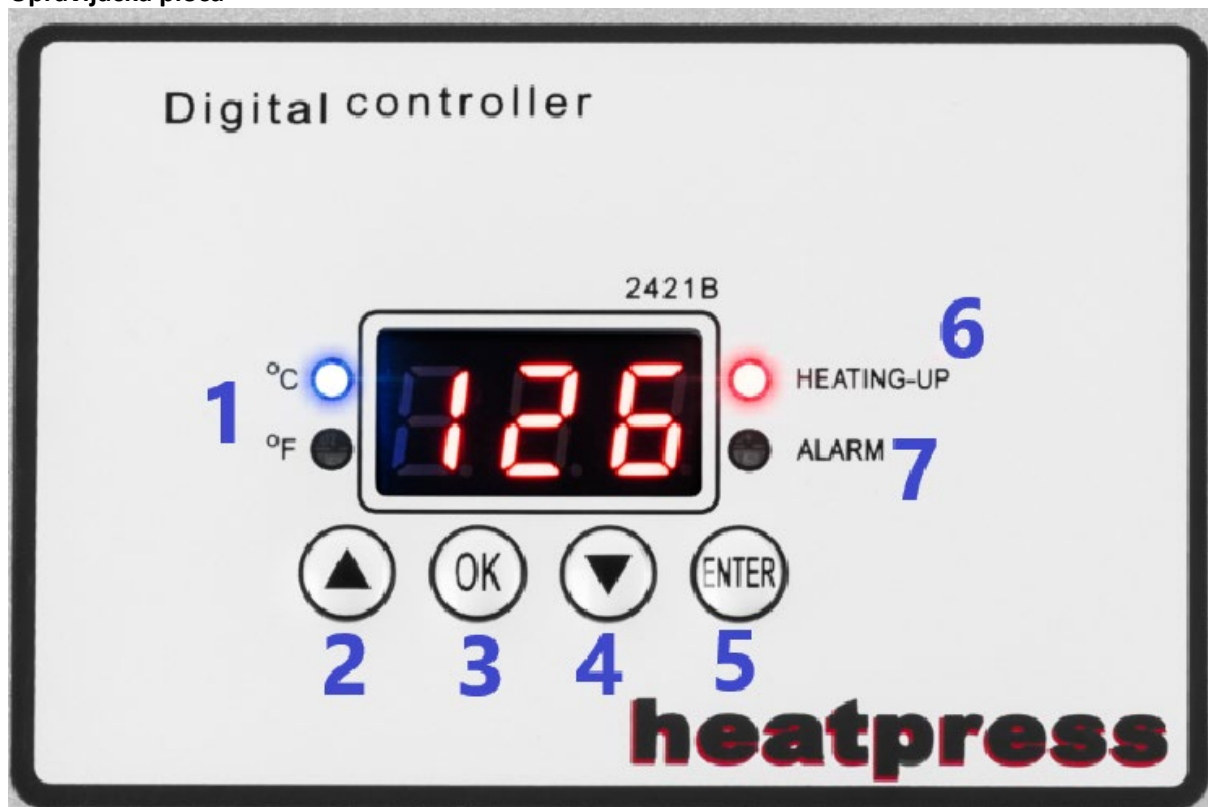 Digital controller
2421B
°C
126
HEATING-UP
6
1
°F
ALARM
7
OK
ENTER
2
3
4
5
heatpress